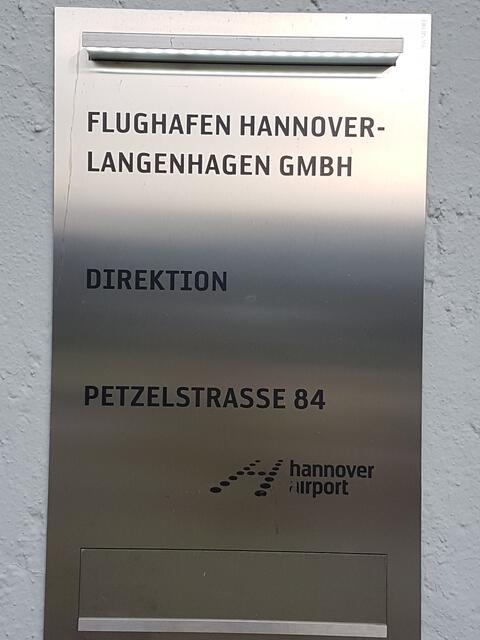 FLUGHAFEN HANNOVER-
LANGENHAGEN GMBH
DIREKTION
PETZELSTRASSE 84
hannover
airport